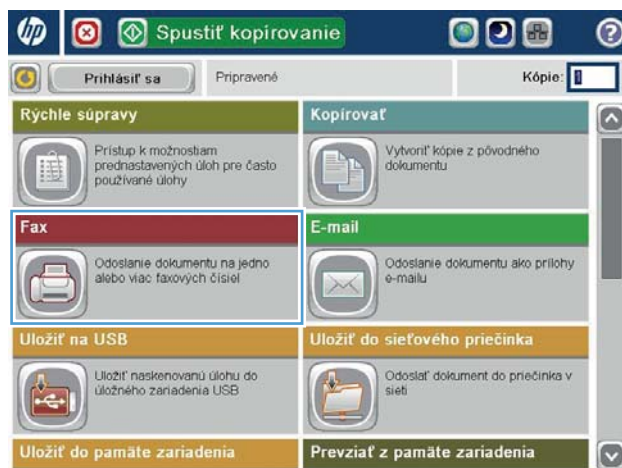 hp
Spustiť kopírovanie
?
Prihlásiť sa
Pripravené
Kópie: 1
Rýchle súpravy
Prístup k možnostiam
prednastavených úloh pre často
používané úlohy
Kopírovať
Vytvoriť kópie z pôvodného
dokumentu
Fax
Odoslanie dokumentu na jedno
alebo viac faxových čísiel
E-mail
Odoslanie dokumentu ako prílohy
e-mailu
Uložiť na USB
Uložiť naskenovanú úlohu do
úložného zariadenia USB
Uložiť do sieťového priečinka
Odoslať dokument do priečinka v
sieti
Uložiť do pamäte zariadenia
Prevziať z pamäte zariadenia